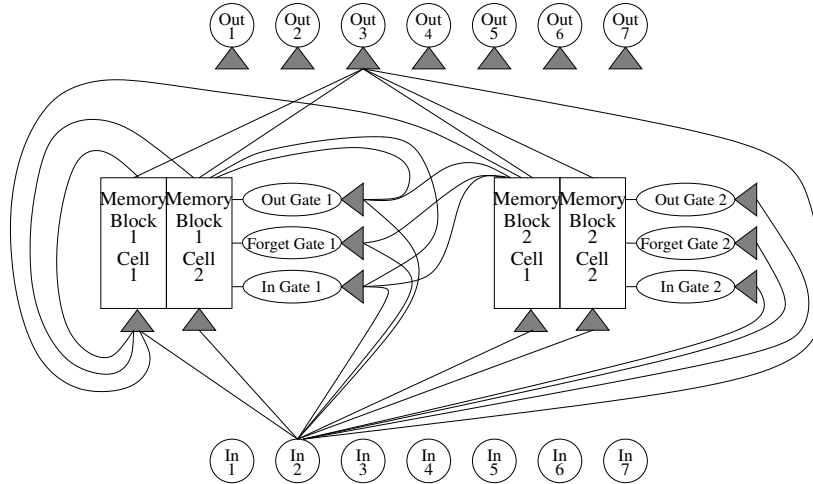 Out 1
Out 2
Out 3
Out 4
Out 5
Out 6
Out 7
Memory Block 1 Cell 1
Memory Block 1 Cell 2
Out Gate 1
Forget Gate 1
In Gate 1
Memory Block 2 Cell 1
Memory Block 2 Cell 2
Out Gate 2
Forget Gate 2
In Gate 2
In 1
In 2
In 3
In 4
In 5
In 6
In 7